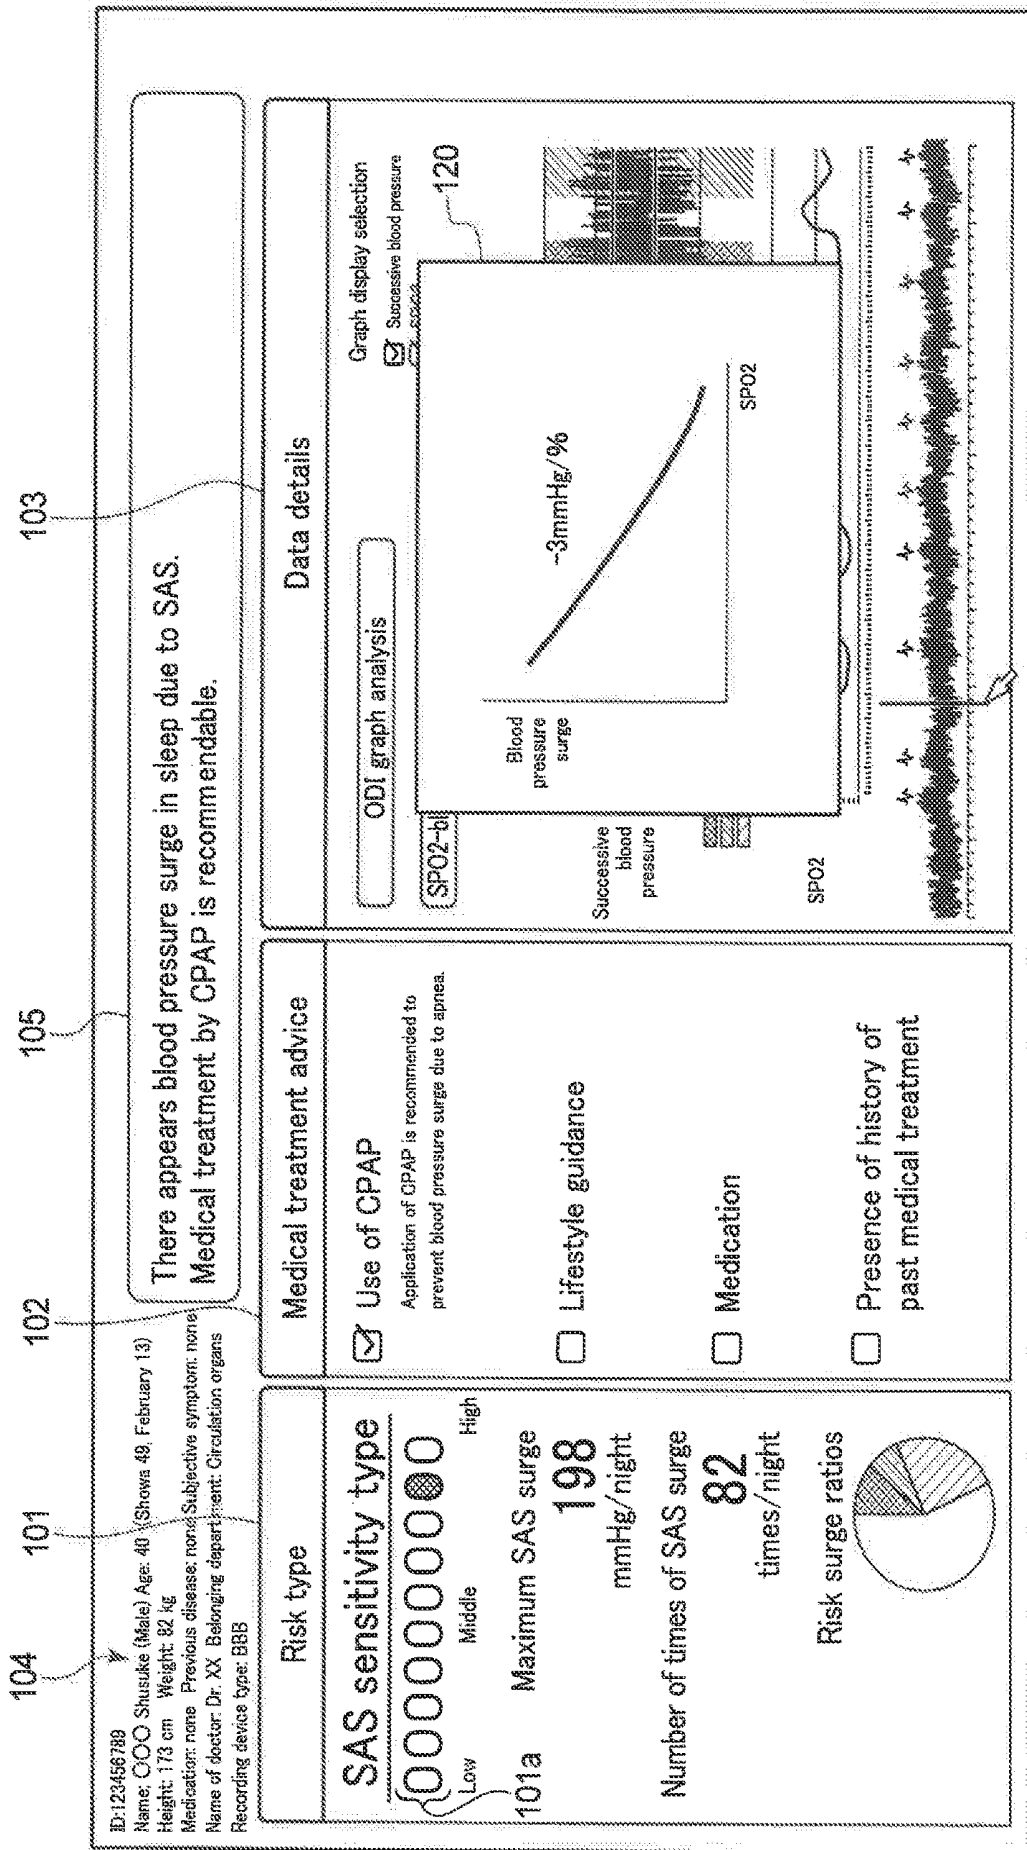 104
101
102
105
103
ID:123456789
Name: OOO Shusuke (Male) Age: 40 (Showa 49, February 13)
Height: 173 cm Weight: 82 kg
Medication: none Previous disease: none Subjective symptom: none
Name of doctor: Dr. XX Belonging department: Circulation organs
Recording device type: BBB
There appears blood pressure surge in sleep due to SAS.
Medical treatment by CPAP is recommendable.
Risk type
SAS sensitivity type
Low Middle High
101a
Maximum SAS surge
198
mmHg/night
Number of times of SAS surge
82
times/night
Risk surge ratios
Medical treatment advice
Use of CPAP
Application of CPAP is recommended to
prevent blood pressure surge due to apnea.
Lifestyle guidance
Medication
Presence of history of
past medical treatment
Data details
ODI graph analysis
Graph display selection
Successive blood pressure
SPO2-bl
120
Blood
pressure
surge
-3mmHg/%
SPO2
Successive
blood
pressure
SPO2